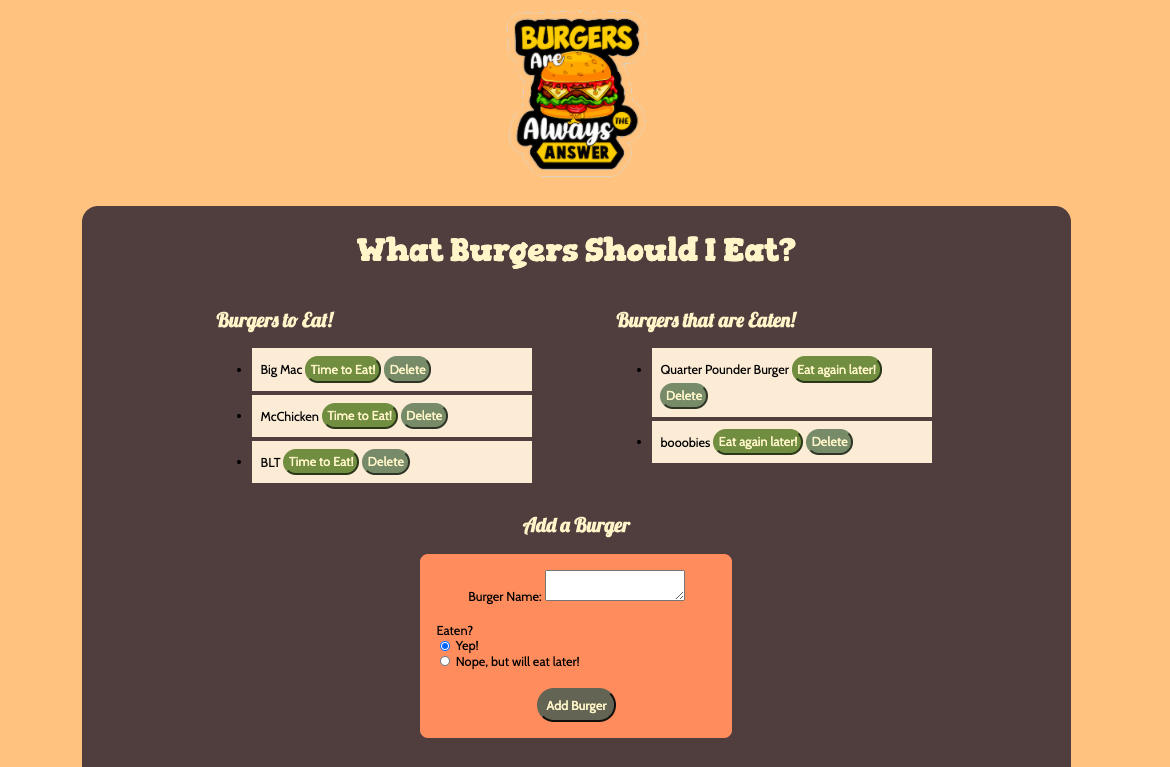 BURGERS
Are
Always THE
ANSWER
What Burgers Should I Eat?
Burgers to Eat!
Big Mac Time to Eat! Delete
McChicken Time to Eat! Delete
BLT Time to Eat! Delete
Burgers that are Eaten!
Quarter Pounder Burger Eat again later!
Delete
booobies Eat again later! Delete
Add a Burger
Burger Name:
Eaten?
Yep!
Nope, but will eat later!
Add Burger